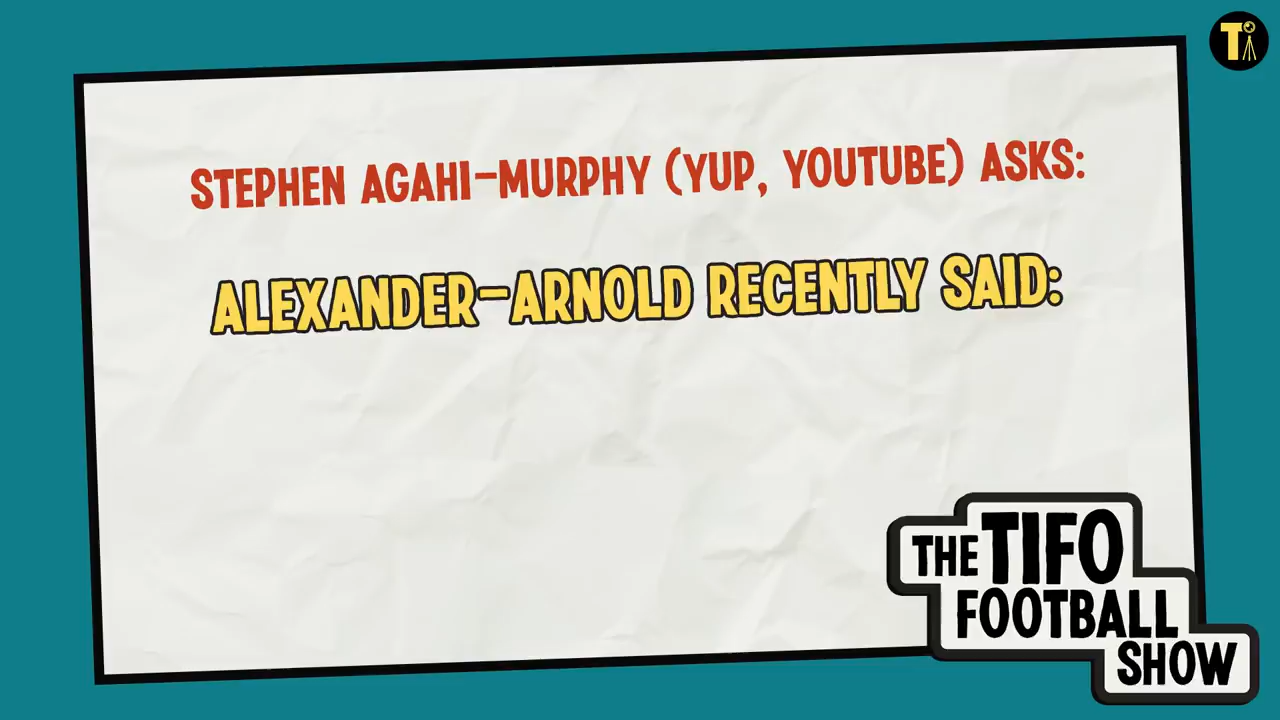 STEPHEN AGAHI-MURPHY (YUP, YOUTUBE) ASKS:
ALEXANDER-ARNOLD RECENTLY SAID:
THE TIFO
FOOTBALL
SHOW